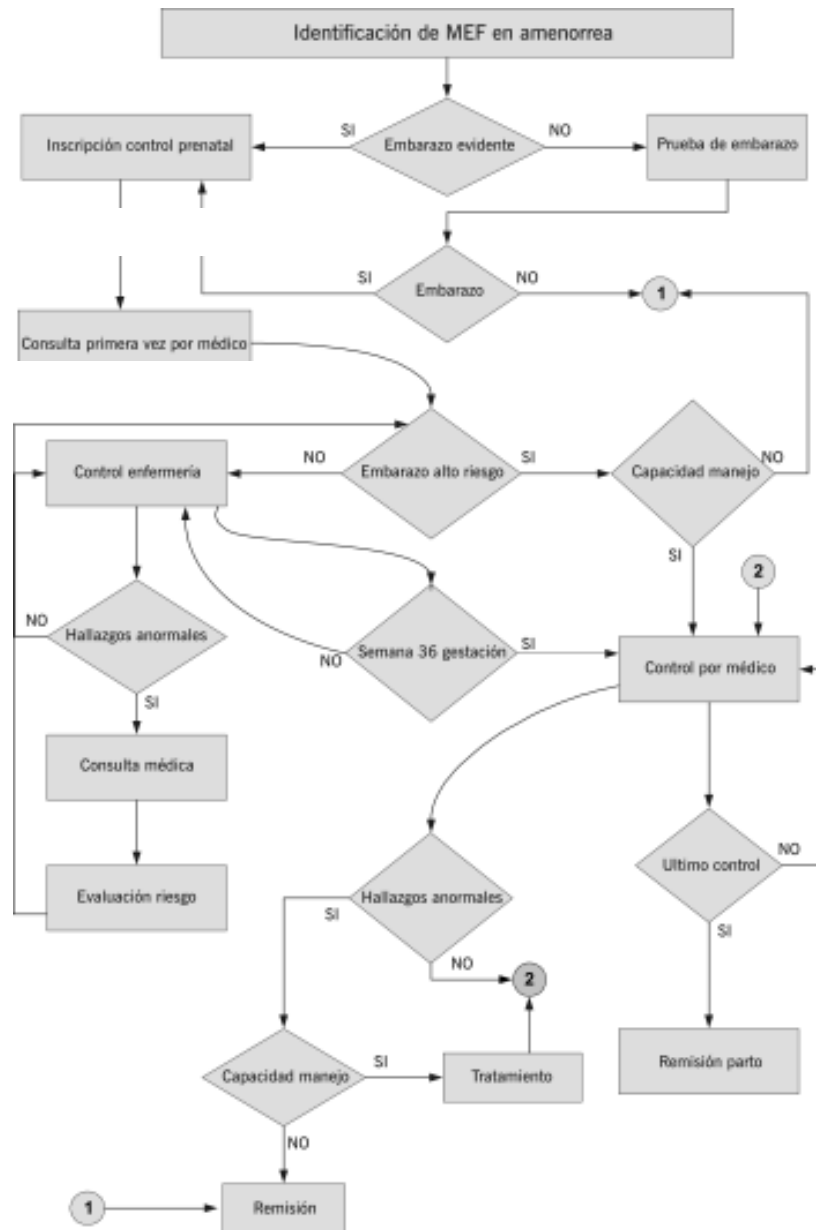 Identificación de MEF en amenorrea
SI
NO
Inscripción control prenatal
Embarazo evidente
Prueba de embarazo
SI
NO
Embarazo
1
Consulta primera vez por médico
Control enfermería
NO
Embarazo alto riesgo
SI
Capacidad manejo
NO
SI
2
NO
Hallazgos anormales
NO
Semana 36 gestación
SI
Control por médico
SI
Consulta médica
Ultimo control
NO
Evaluación riesgo
SI
Hallazgos anormales
SI
NO
2
Capacidad manejo
SI
Tratamiento
Remisión parto
NO
1
Remisión